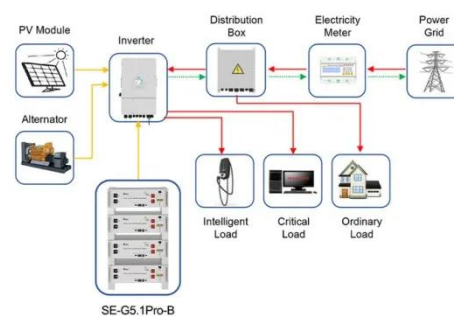 PV Module
Inverter
Distribution
Box
Electricity
Meter
Power
Grid
Alternator
Intelligent
Load
Critical
Load
Ordinary
Load
SE-G5.1Pro-B